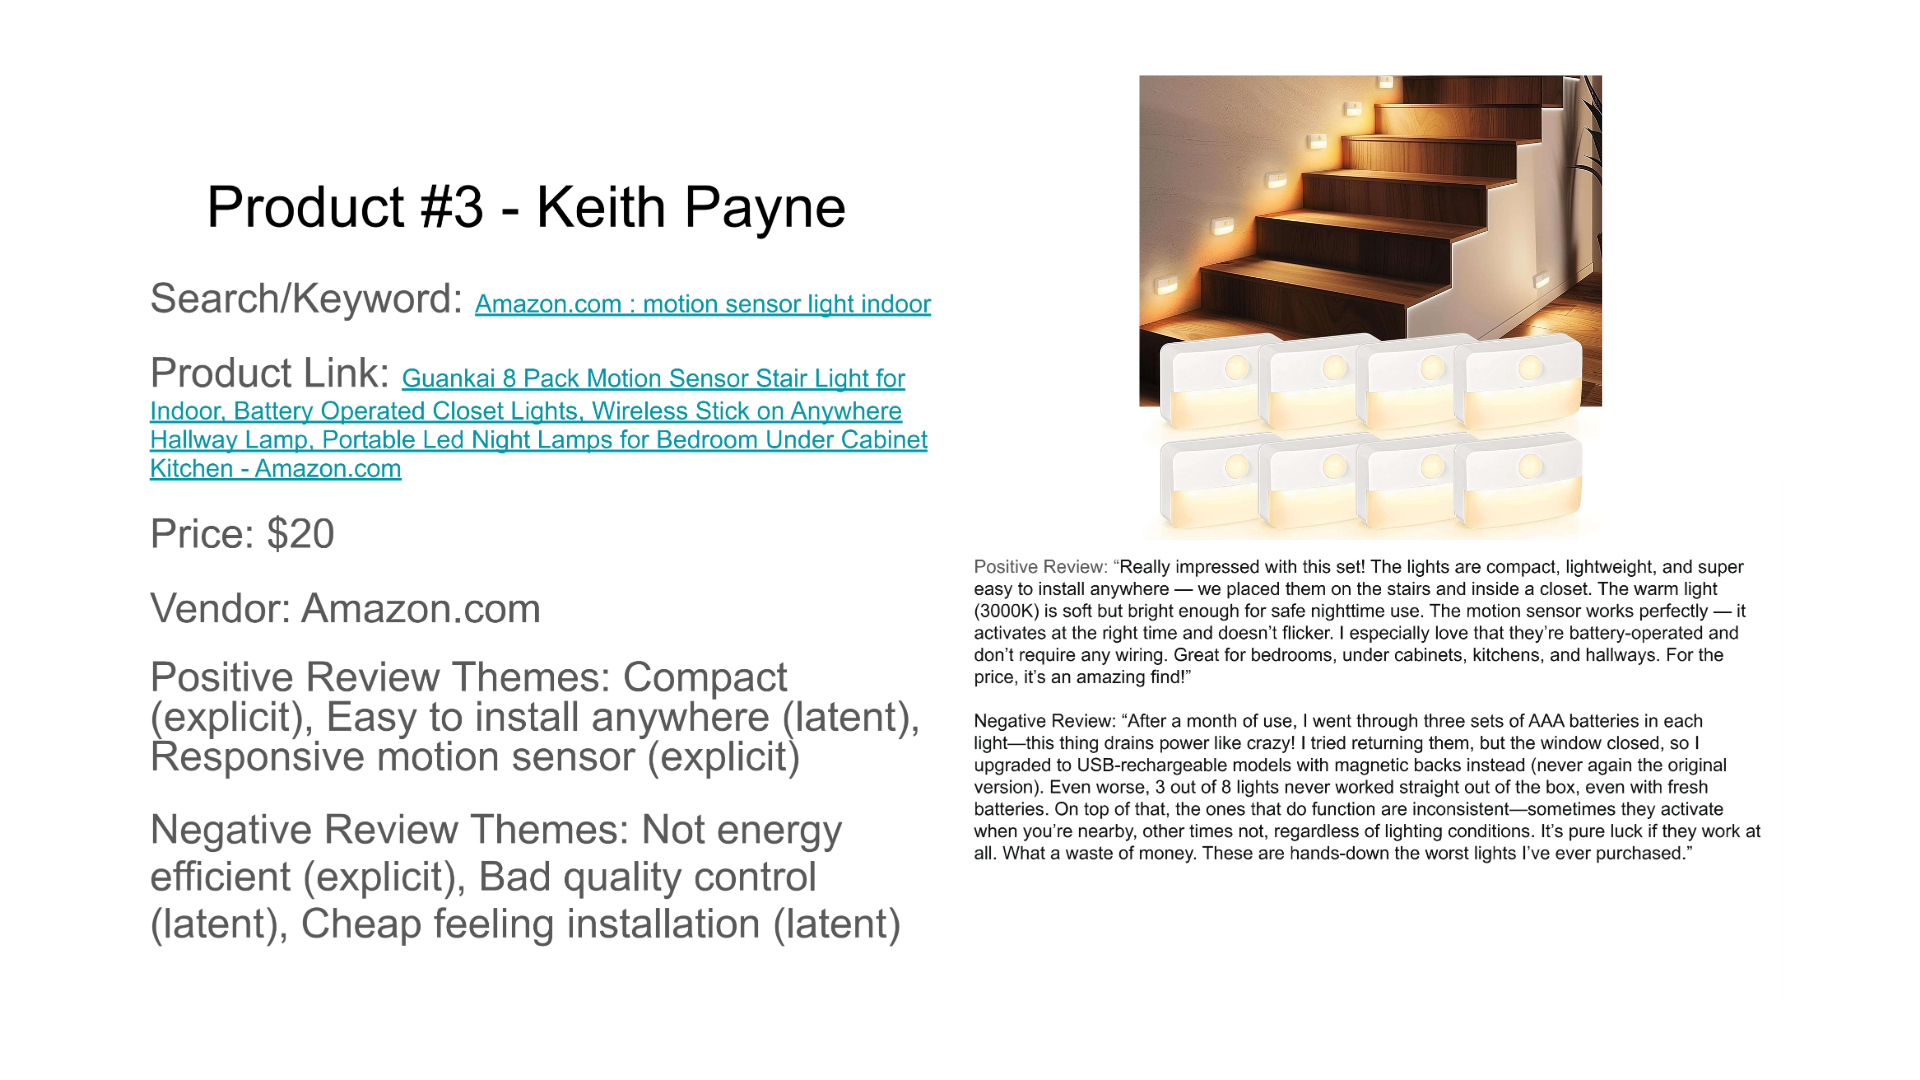 Product #3 - Keith Payne
Search/Keyword: Amazon.com : motion sensor light indoor
Product Link: Guankai 8 Pack Motion Sensor Stair Light for
Indoor, Battery Operated Closet Lights, Wireless Stick on Anywhere
Hallway Lamp, Portable Led Night Lamps for Bedroom Under Cabinet
Kitchen - Amazon.com
Price: $20
Vendor: Amazon.com
Positive Review Themes: Compact
(explicit), Easy to install anywhere (latent),
Responsive motion sensor (explicit)
Negative Review Themes: Not energy
efficient (explicit), Bad quality control
(latent), Cheap feeling installation (latent)
Positive Review: “Really impressed with this set! The lights are compact, lightweight, and super
easy to install anywhere — we placed them on the stairs and inside a closet. The warm light
(3000K) is soft but bright enough for safe nighttime use. The motion sensor works perfectly — it
activates at the right time and doesn’t flicker. I especially love that they’re battery-operated and
don’t require any wiring. Great for bedrooms, under cabinets, kitchens, and hallways. For the
price, it’s an amazing find!”
Negative Review: “After a month of use, I went through three sets of AAA batteries in each
light—this thing drains power like crazy! I tried returning them, but the window closed, so I
upgraded to USB-rechargeable models with magnetic backs instead (never again the original
version). Even worse, 3 out of 8 lights never worked straight out of the box, even with fresh
batteries. On top of that, the ones that do function are inconsistent—sometimes they activate
when you’re nearby, other times not, regardless of lighting conditions. It’s pure luck if they work at
all. What a waste of money. These are hands-down the worst lights I’ve ever purchased.”